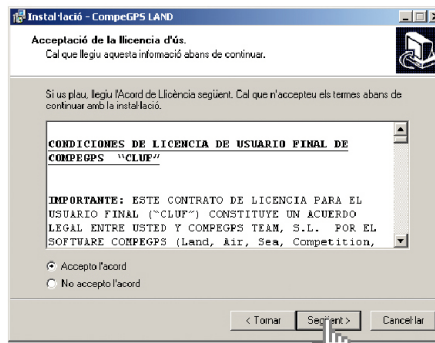 Instal·lació - CompeGPS LAND
Acceptació de la llicencia d'ús.
Cal que llegiu aquesta informació abans de continuar.
Si us plau, llegiu l'Acord de Llicència següent. Cal que n'accepteu els termes abans de
continuar amb la instal·lació.
CONDICIONES DE LICENCIA DE USUARIO FINAL DE
COMPEGPS "CLUF"
IMPORTANTE: ESTE CONTRATO DE LICENCIA PARA EL
USUARIO FINAL ("CLUF") CONSTITUYE UN ACUERDO
LEGAL ENTRE USTED Y COMPEGPS TEAM, S.L. POR EL
SOFTWARE COMPEGPS (Land, Air, Sea, Competition,
Accepto l'acord
No accepto l'acord
< Tornar
Següent >
Cancel·lar